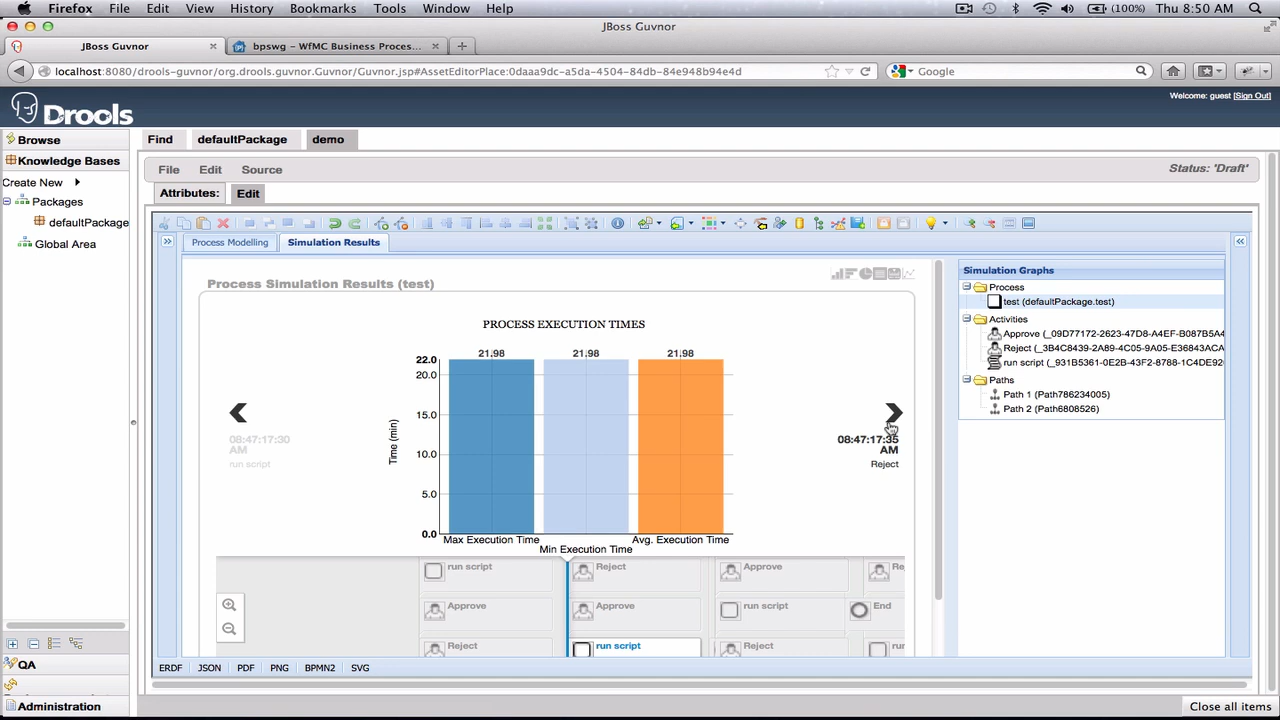 Firefox File Edit View History Bookmarks Tools Window Help (100%) Thu 8:50 AM
JBoss Guvnor
JBoss Guvnor bpswg – WfMC Business Proces...
localhost:8080/drools-guvnor/org.drools.guvnor.Guvnor/Guvnor.jsp#AssetEditorPlace:0daaa9dc-a5da-4504-84db-84e948b94e4d Google
Drools
Welcome: guest [Sign Out]
Browse
Knowledge Bases
Create New
Packages
defaultPackage
Global Area
Find defaultPackage demo
File Edit Source Status: 'Draft'
Attributes: Edit
Process Modelling Simulation Results
Process Simulation Results (test)
PROCESS EXECUTION TIMES
21.98 21.98 21.98
22.0
20.0
15.0
10.0
5.0
0.0
Time (min)
Max Execution Time Min Execution Time Avg. Execution Time
08:47:17:30
AM
run script
08:47:17:35
AM
Reject
run script Reject Approve Re
Approve Approve run script End
Reject run script Reject run
Simulation Graphs
Process
test (defaultPackage.test)
Activities
Approve (_09D77172-2623-47D8-A4EF-B087B5A4
Reject (_3B4C8439-2A89-4C05-9A05-E36843ACA
run script (_931B5361-0E2B-43F2-8788-1C4DE92
Paths
Path 1 (Path786234005)
Path 2 (Path6808526)
ERDF JSON PDF PNG BPMN2 SVG
QA
Administration
Close all items